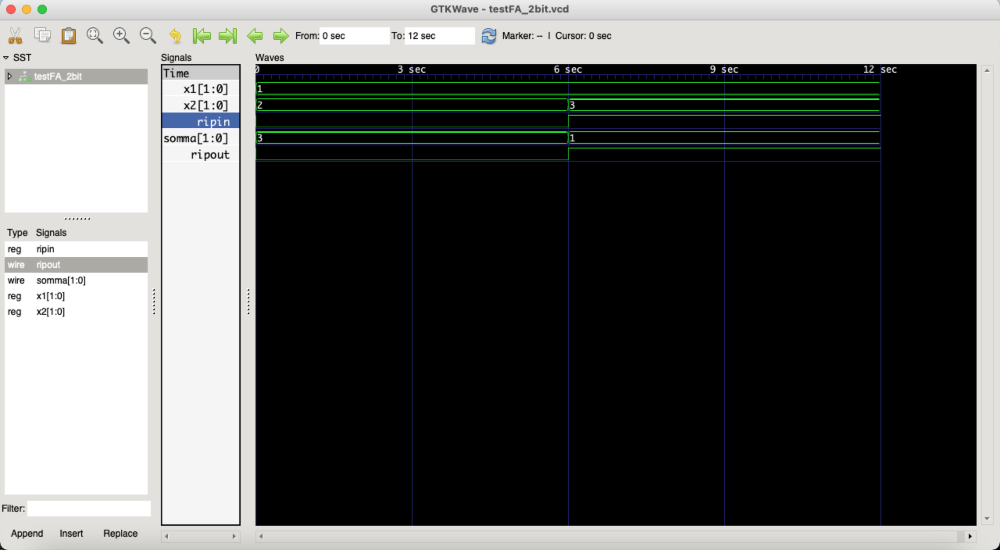 GTKWave - testFA_2bit.vcd
From: 0 sec To: 12 sec Marker: -- | Cursor: 0 sec
SST
testFA_2bit
Type Signals
reg ripin
wire ripout
wire somma[1:0]
reg x1[1:0]
reg x2[1:0]
Filter:
Append Insert Replace
Signals
Time
x1[1:0]
x2[1:0]
ripin
somma[1:0]
ripout
Waves
0 3 sec 6 sec 9 sec 12 sec
1
2 3
3 1